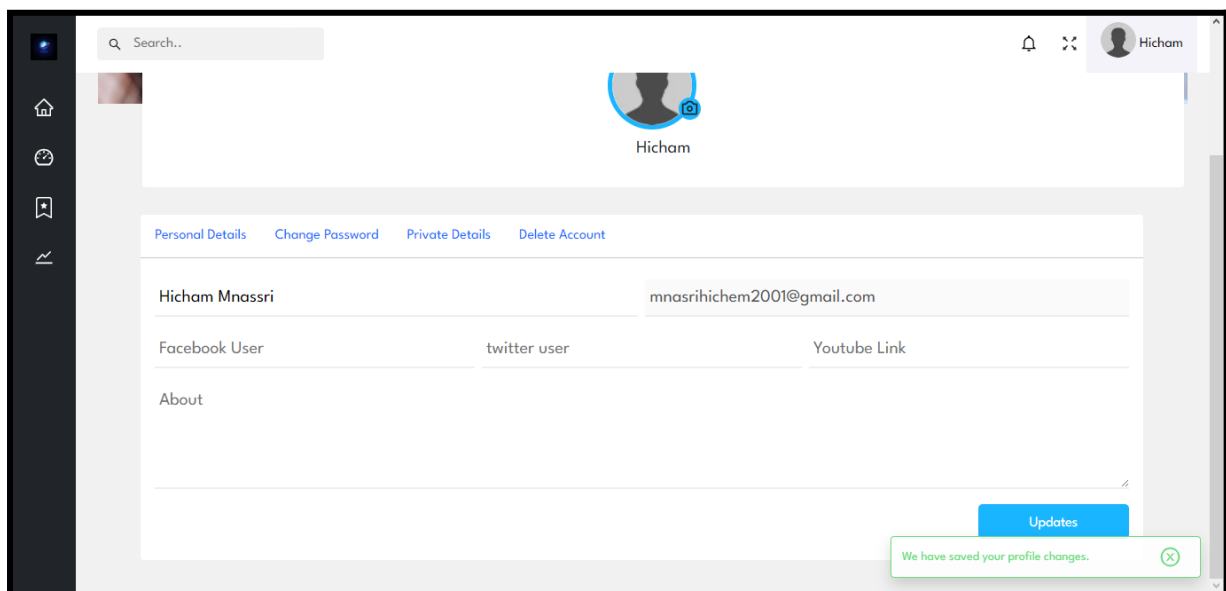 Search..
Hicham
Hicham
Personal Details Change Password Private Details Delete Account
Hicham Mnassri mnasrihichem2001@gmail.com
Facebook User twitter user Youtube Link
About
Updates
We have saved your profile changes.